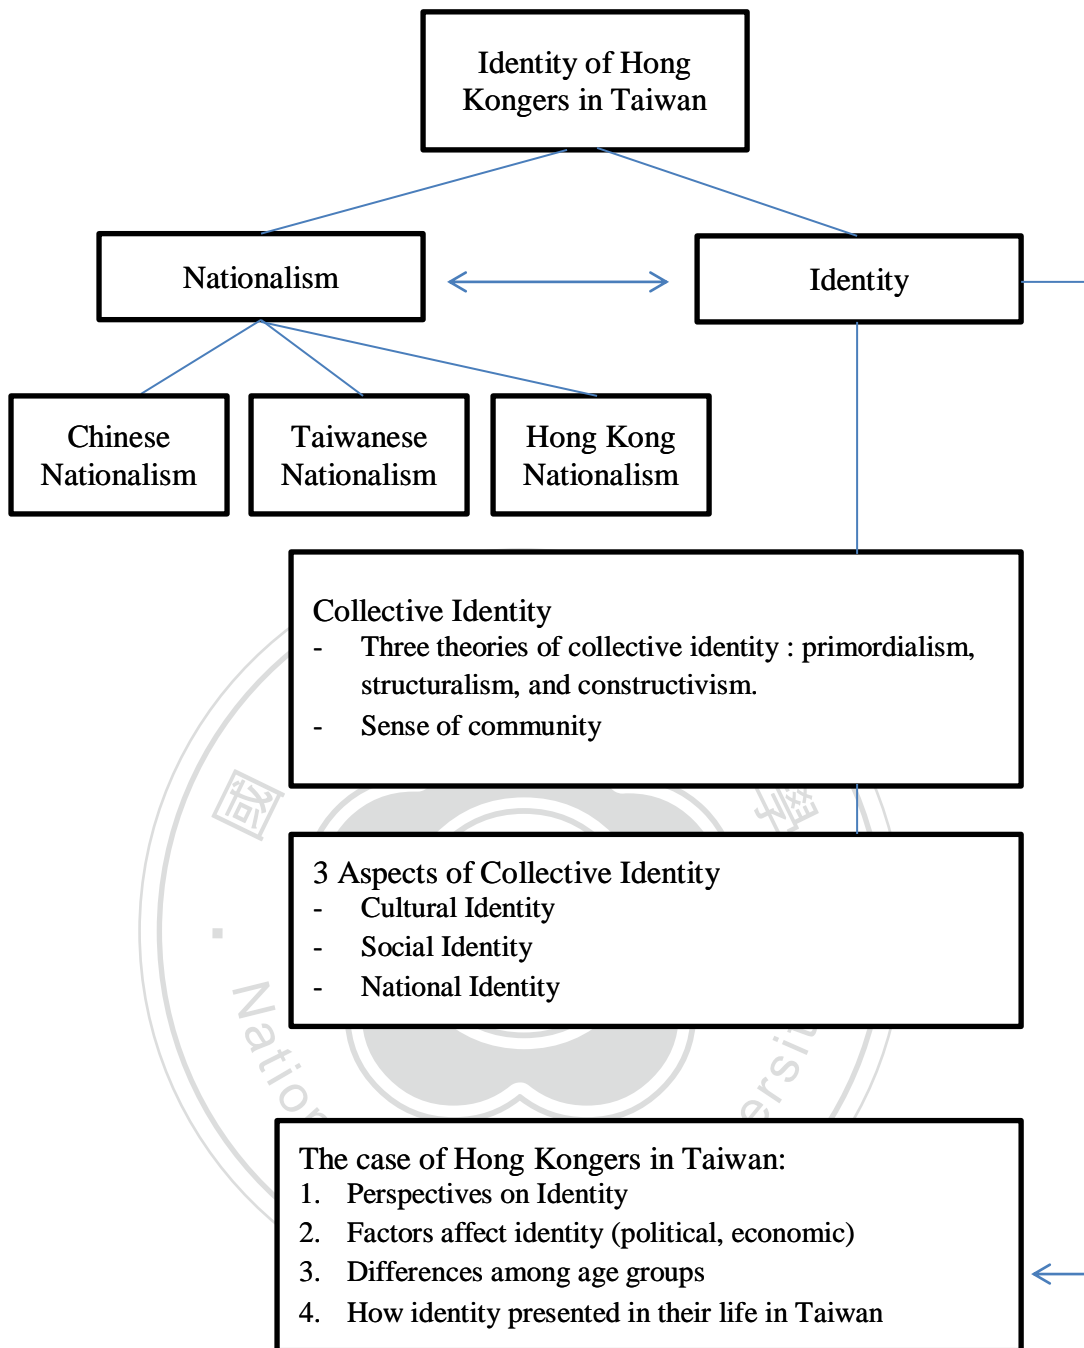 Identity of Hong
Kongers in Taiwan
Nationalism
Identity
Chinese
Nationalism
Taiwanese
Nationalism
Hong Kong
Nationalism
Collective Identity
- Three theories of collective identity : primordialism,
structuralism, and constructivism.
- Sense of community
國
學
3 Aspects of Collective Identity
- Cultural Identity
- Social Identity
- National Identity
The case of Hong Kongers in Taiwan:
1. Perspectives on Identity
2. Factors affect identity (political, economic)
3. Differences among age groups
4. How identity presented in their life in Taiwan